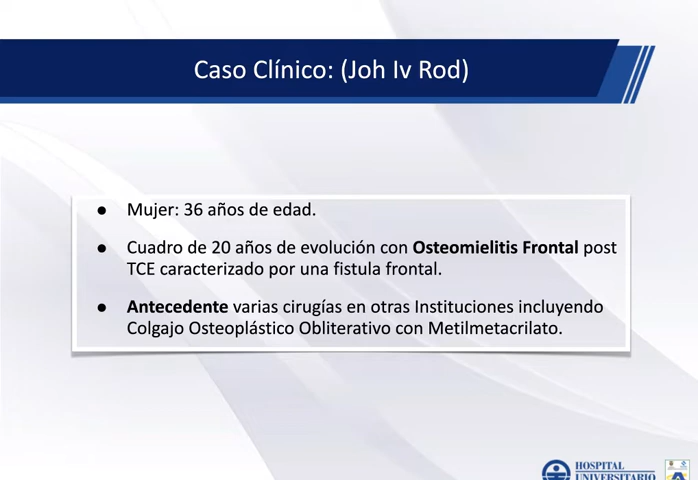 Caso Clínico: (Joh Iv Rod)
● Mujer: 36 años de edad.
● Cuadro de 20 años de evolución con Osteomielitis Frontal post
TCE caracterizado por una fistula frontal.
● Antecedente varias cirugías en otras Instituciones incluyendo
Colgajo Osteoplástico Obliterativo con Metilmetacrilato.
HOSPITAL
UNIVERSITARIO